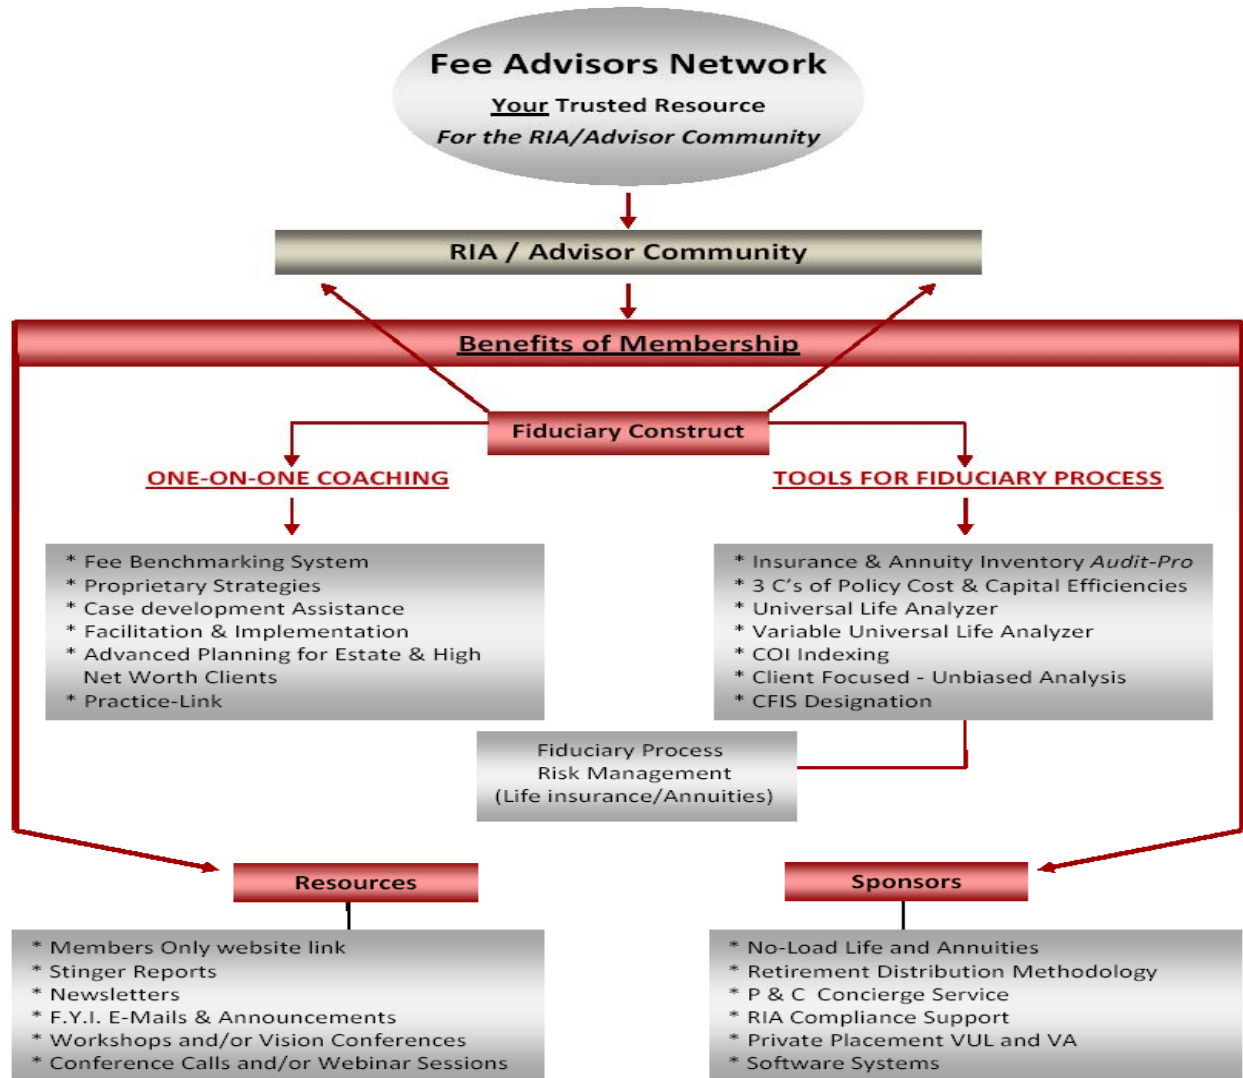 Fee Advisors Network
Your Trusted Resource
For the RIA/Advisor Community
RIA / Advisor Community
Benefits of Membership
Fiduciary Construct
ONE-ON-ONE COACHING
* Fee Benchmarking System
* Proprietary Strategies
* Case development Assistance
* Facilitation & Implementation
* Advanced Planning for Estate & High
Net Worth Clients
* Practice-Link
TOOLS FOR FIDUCIARY PROCESS
* Insurance & Annuity Inventory Audit-Pro
* 3 C's of Policy Cost & Capital Efficiencies
* Universal Life Analyzer
* Variable Universal Life Analyzer
* COI Indexing
* Client Focused - Unbiased Analysis
* CFIS Designation
Fiduciary Process
Risk Management
(Life insurance/Annuities)
Resources
* Members Only website link
* Stinger Reports
* Newsletters
* F.Y.I. E-Mails & Announcements
* Workshops and/or Vision Conferences
* Conference Calls and/or Webinar Sessions
Sponsors
* No-Load Life and Annuities
* Retirement Distribution Methodology
* P & C Concierge Service
* RIA Compliance Support
* Private Placement VUL and VA
* Software Systems